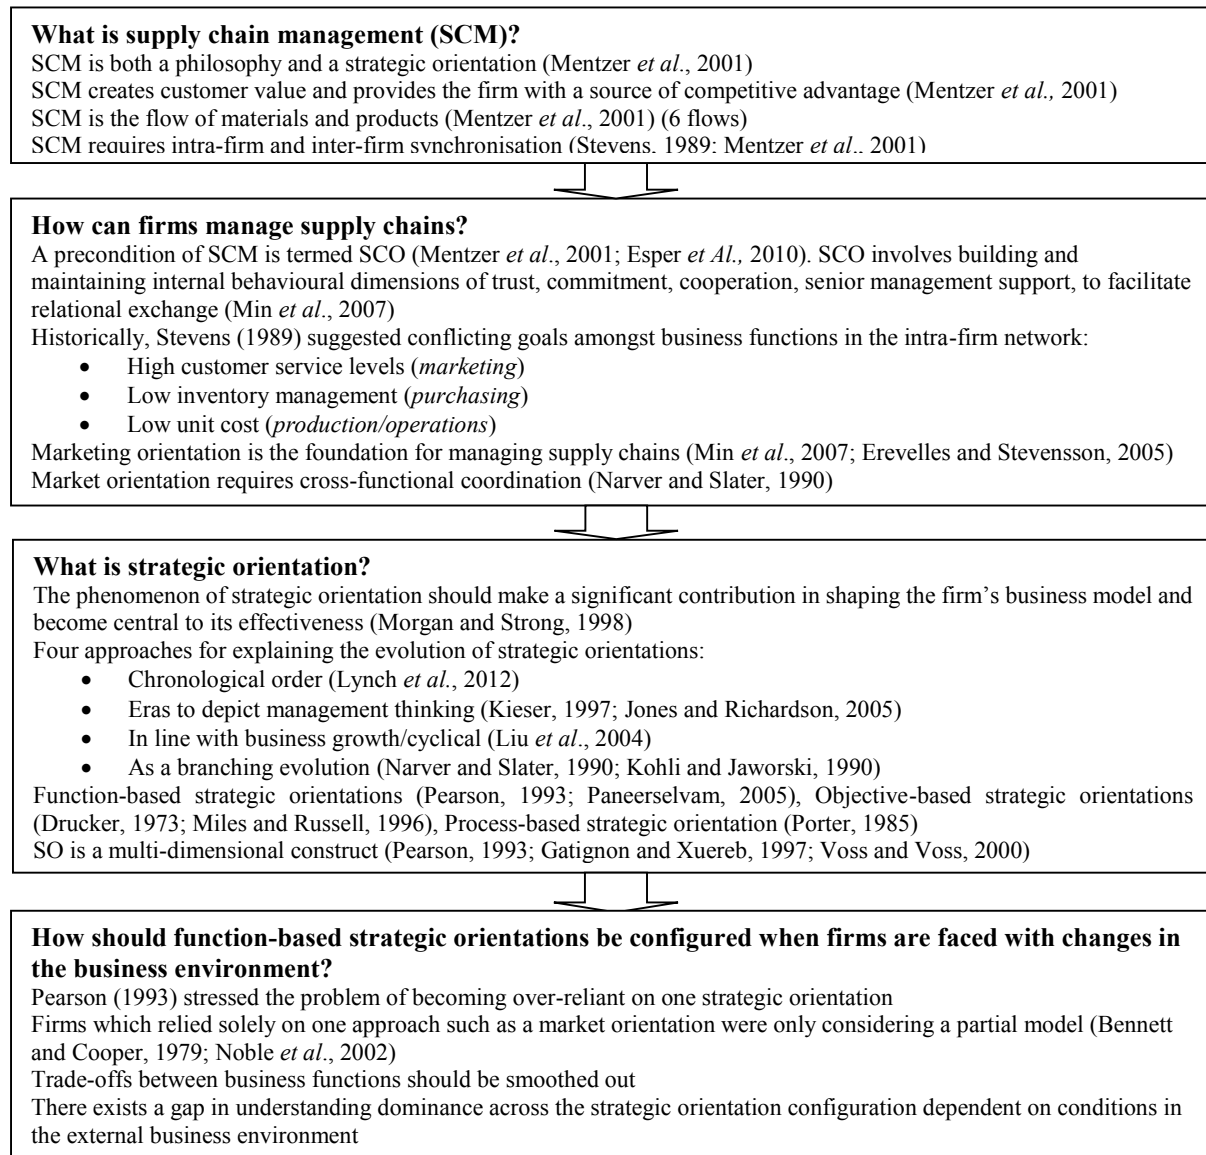 What is supply chain management (SCM)?
SCM is both a philosophy and a strategic orientation (Mentzer et al., 2001)
SCM creates customer value and provides the firm with a source of competitive advantage (Mentzer et al., 2001)
SCM is the flow of materials and products (Mentzer et al., 2001) (6 flows)
SCM requires intra-firm and inter-firm synchronisation (Stevens, 1989; Mentzer et al., 2001)
How can firms manage supply chains?
A precondition of SCM is termed SCO (Mentzer et al., 2001; Esper et Al., 2010). SCO involves building and
maintaining internal behavioural dimensions of trust, commitment, cooperation, senior management support, to facilitate
relational exchange (Min et al., 2007)
Historically, Stevens (1989) suggested conflicting goals amongst business functions in the intra-firm network:
• High customer service levels (marketing)
• Low inventory management (purchasing)
• Low unit cost (production/operations)
Marketing orientation is the foundation for managing supply chains (Min et al., 2007; Erevelles and Stevensson, 2005)
Market orientation requires cross-functional coordination (Narver and Slater, 1990)
What is strategic orientation?
The phenomenon of strategic orientation should make a significant contribution in shaping the firm's business model and
become central to its effectiveness (Morgan and Strong, 1998)
Four approaches for explaining the evolution of strategic orientations:
• Chronological order (Lynch et al., 2012)
• Eras to depict management thinking (Kieser, 1997; Jones and Richardson, 2005)
• In line with business growth/cyclical (Liu et al., 2004)
• As a branching evolution (Narver and Slater, 1990; Kohli and Jaworski, 1990)
Function-based strategic orientations (Pearson, 1993; Paneerselvam, 2005), Objective-based strategic orientations
(Drucker, 1973; Miles and Russell, 1996), Process-based strategic orientation (Porter, 1985)
SO is a multi-dimensional construct (Pearson, 1993; Gatignon and Xuereb, 1997; Voss and Voss, 2000)
How should function-based strategic orientations be configured when firms are faced with changes in
the business environment?
Pearson (1993) stressed the problem of becoming over-reliant on one strategic orientation
Firms which relied solely on one approach such as a market orientation were only considering a partial model (Bennett
and Cooper, 1979; Noble et al., 2002)
Trade-offs between business functions should be smoothed out
There exists a gap in understanding dominance across the strategic orientation configuration dependent on conditions in
the external business environment